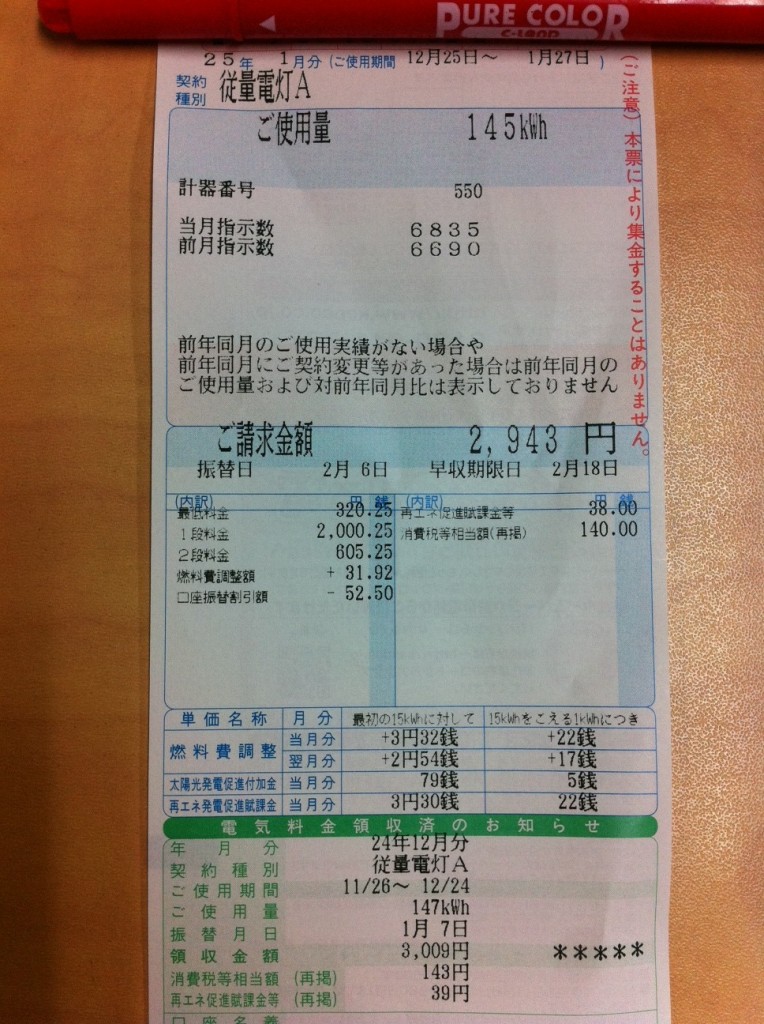 PURE COLOR
C-LAND
25年 1月分 (ご使用期間 12月25日～ 1月27日 )
契約種別 従量電灯A
ご使用量 145kWh
計器番号 550
当月指示数 6835
前月指示数 6690
前年同月のご使用実績がない場合や
前年同月にご契約変更等があった場合は前年同月の
ご使用量および対前年同月比は表示しておりません
(ご注意)本票により集金することはありません。
ご請求金額 2,943 円
振替日 2月 6日 早収期限日 2月18日
(内訳) 円 銭 (内訳) 円 銭
最低料金 320.25 再エネ促進賦課金等 38.00
1段料金 2,000.25 消費税等相当額(再掲) 140.00
2段料金 605.25
燃料費調整額 + 31.92
口座振替割引額 - 52.50
単価名称 月分 最初の15kWhに対して 15kWhをこえる1kWhにつき
燃料費調整 当月分 +3円32銭 +22銭
翌月分 +2円54銭 +17銭
太陽光発電促進付加金 当月分 79銭 5銭
再エネ発電促進賦課金 当月分 3円30銭 22銭
電気料金領収済のお知らせ
年月分 24年12月分
契約種別 従量電灯A
ご使用期間 11/26～ 12/24
ご使用量 147kWh
振替月日 1月 7日
領収金額 3,009円 *****
消費税等相当額 (再掲) 143円
再エネ促進賦課金等 (再掲) 39円
口座名義